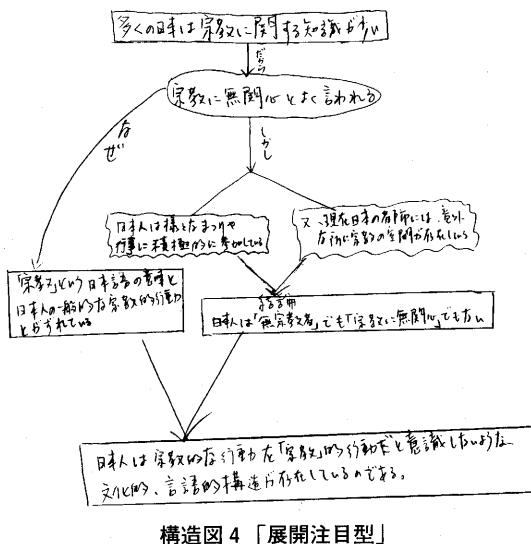 多くの日本は宗教に関する知識が少い
だから
宗教に無関心とよく言われる
なぜ
しかし
日本人は様々なまつりや
行事に積極的に参加している
又、現在日本の都師には、意外
な所に宗教の空間が存在している
「宗教」という日本語の意味と
日本人の一般的な宗教的行動
とがずれている
結論
日本人は「無宗教者」でも「宗教に無関心」でもない
日本人は宗教的な行動を「宗教」的行動だと意識しないような
文化的、言語的構造が存在しているのである。
構造図4 「展開注目型」